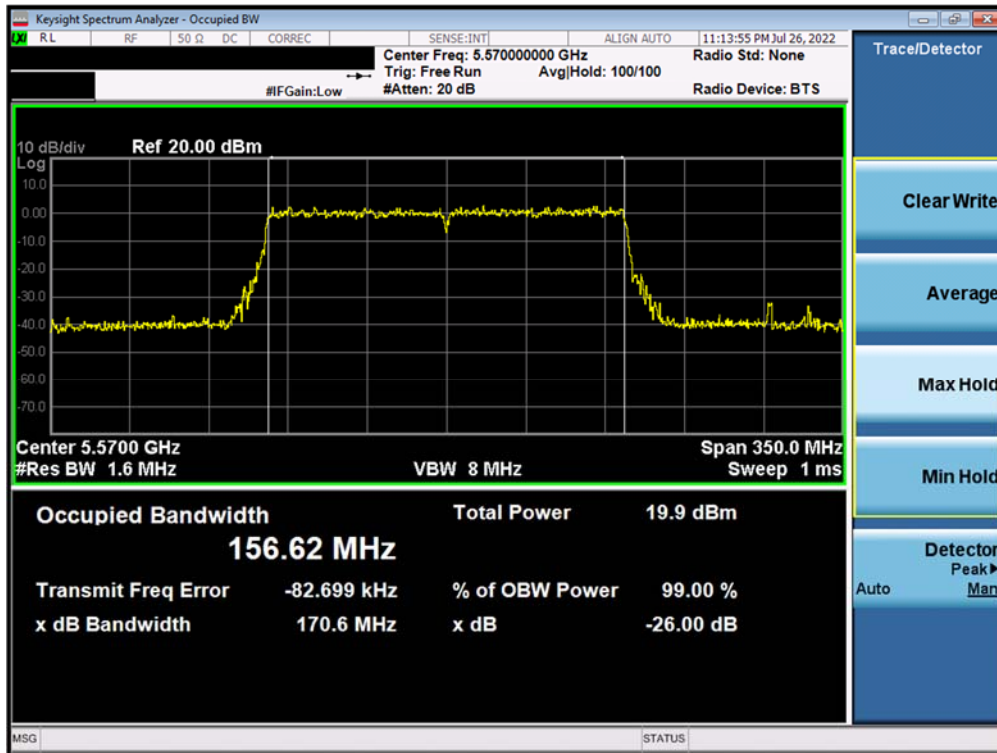 Keysight Spectrum Analyzer - Occupied BW
LXI RL RF 50 Ω DC CORREC SENSE:INT ALIGN AUTO 11:13:55 PM Jul 26, 2022
Center Freq: 5.570000000 GHz Radio Std: None
Trig: Free Run Avg|Hold: 100/100
#IFGain:Low #Atten: 20 dB Radio Device: BTS
Trace/Detector
10 dB/div Ref 20.00 dBm
Log
10.0
0.00
-10.0
-20.0
-30.0
-40.0
-50.0
60.0
-70.0
Center 5.5700 GHz Span 350.0 MHz
#Res BW 1.6 MHz VBW 8 MHz Sweep 1 ms
Occupied Bandwidth Total Power 19.9 dBm
156.62 MHz
Transmit Freq Error -82.699 kHz % of OBW Power 99.00 %
x dB Bandwidth 170.6 MHz x dB -26.00 dB
Clear Write
Average
Max Hold
Min Hold
Detector
Peak
Auto Man
MSG STATUS